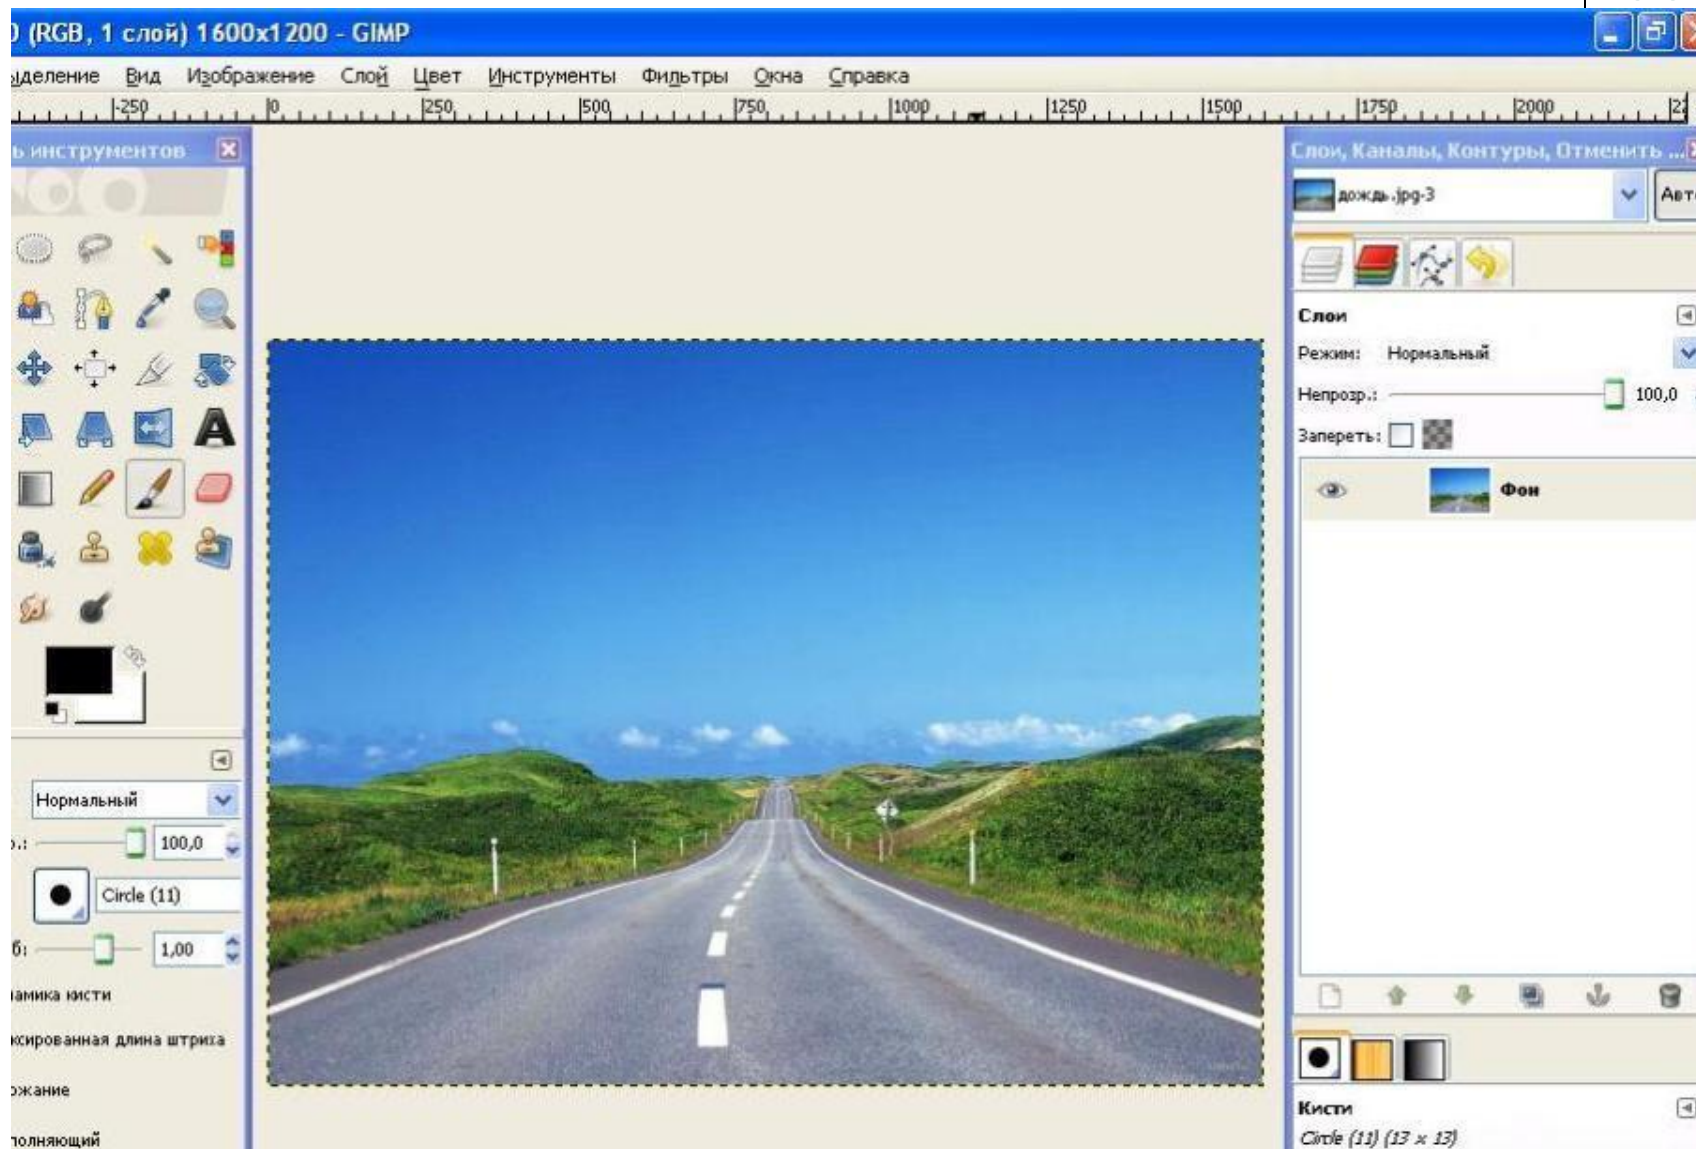 (RGB, 1 слой) 1600x1200 - GIMP
ыделение Вид Изображение Слой Цвет Инструменты Фильтры Окна Справка
-250 0 250 500 750 1000 1250 1500 1750 2000
ь инструментов
Нормальный
100,0
Circle (11)
б: 1,00
намика кисти
ксированная длина штриха
ожание
полняющий
Слои, Каналы, Контуры, Отменить ...
дождь.jpg-3
Авт
Слои
Режим: Нормальный
Непрозр.: 100,0
Запереть:
Фон
Кисти
Circle (11) (13 x 13)